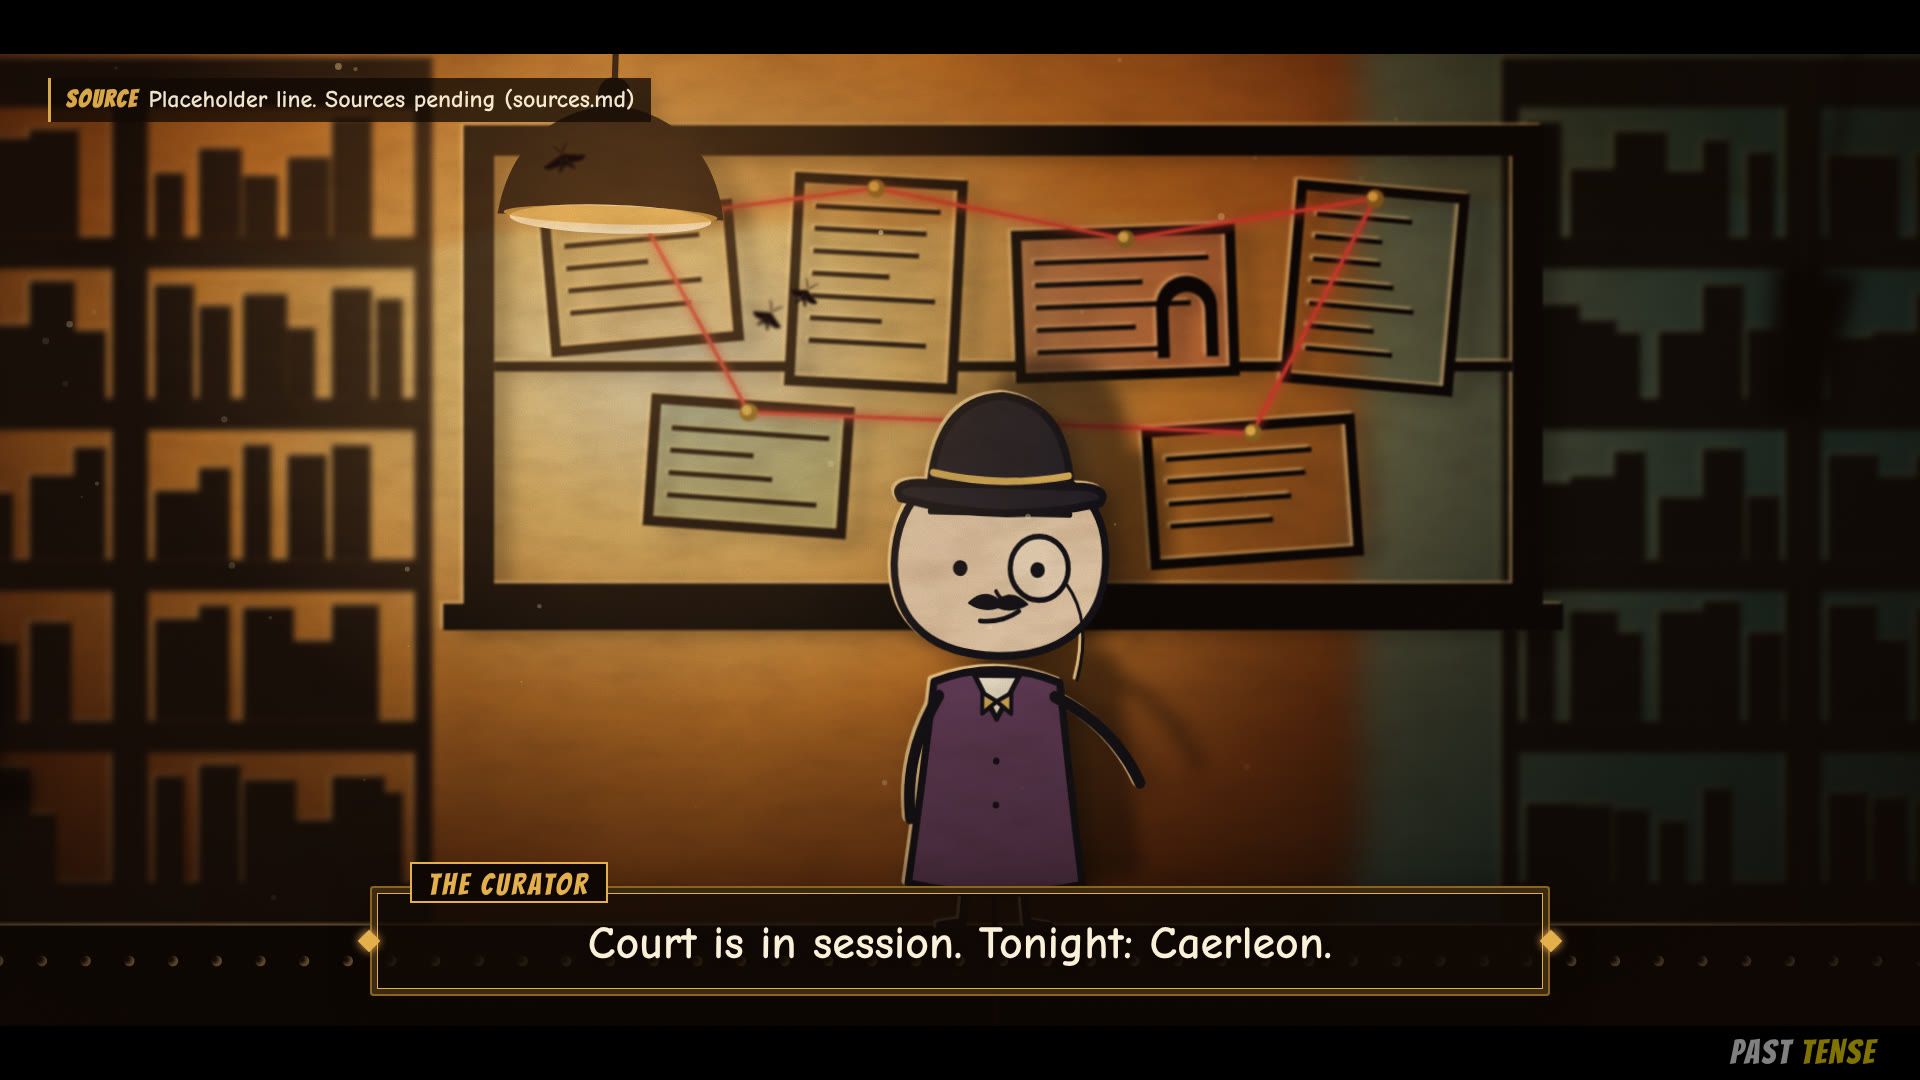 SOURCE Placeholder line. Sources pending (sources.md)
THE CURATOR
Court is in session. Tonight: Caerleon.
PAST TENSE